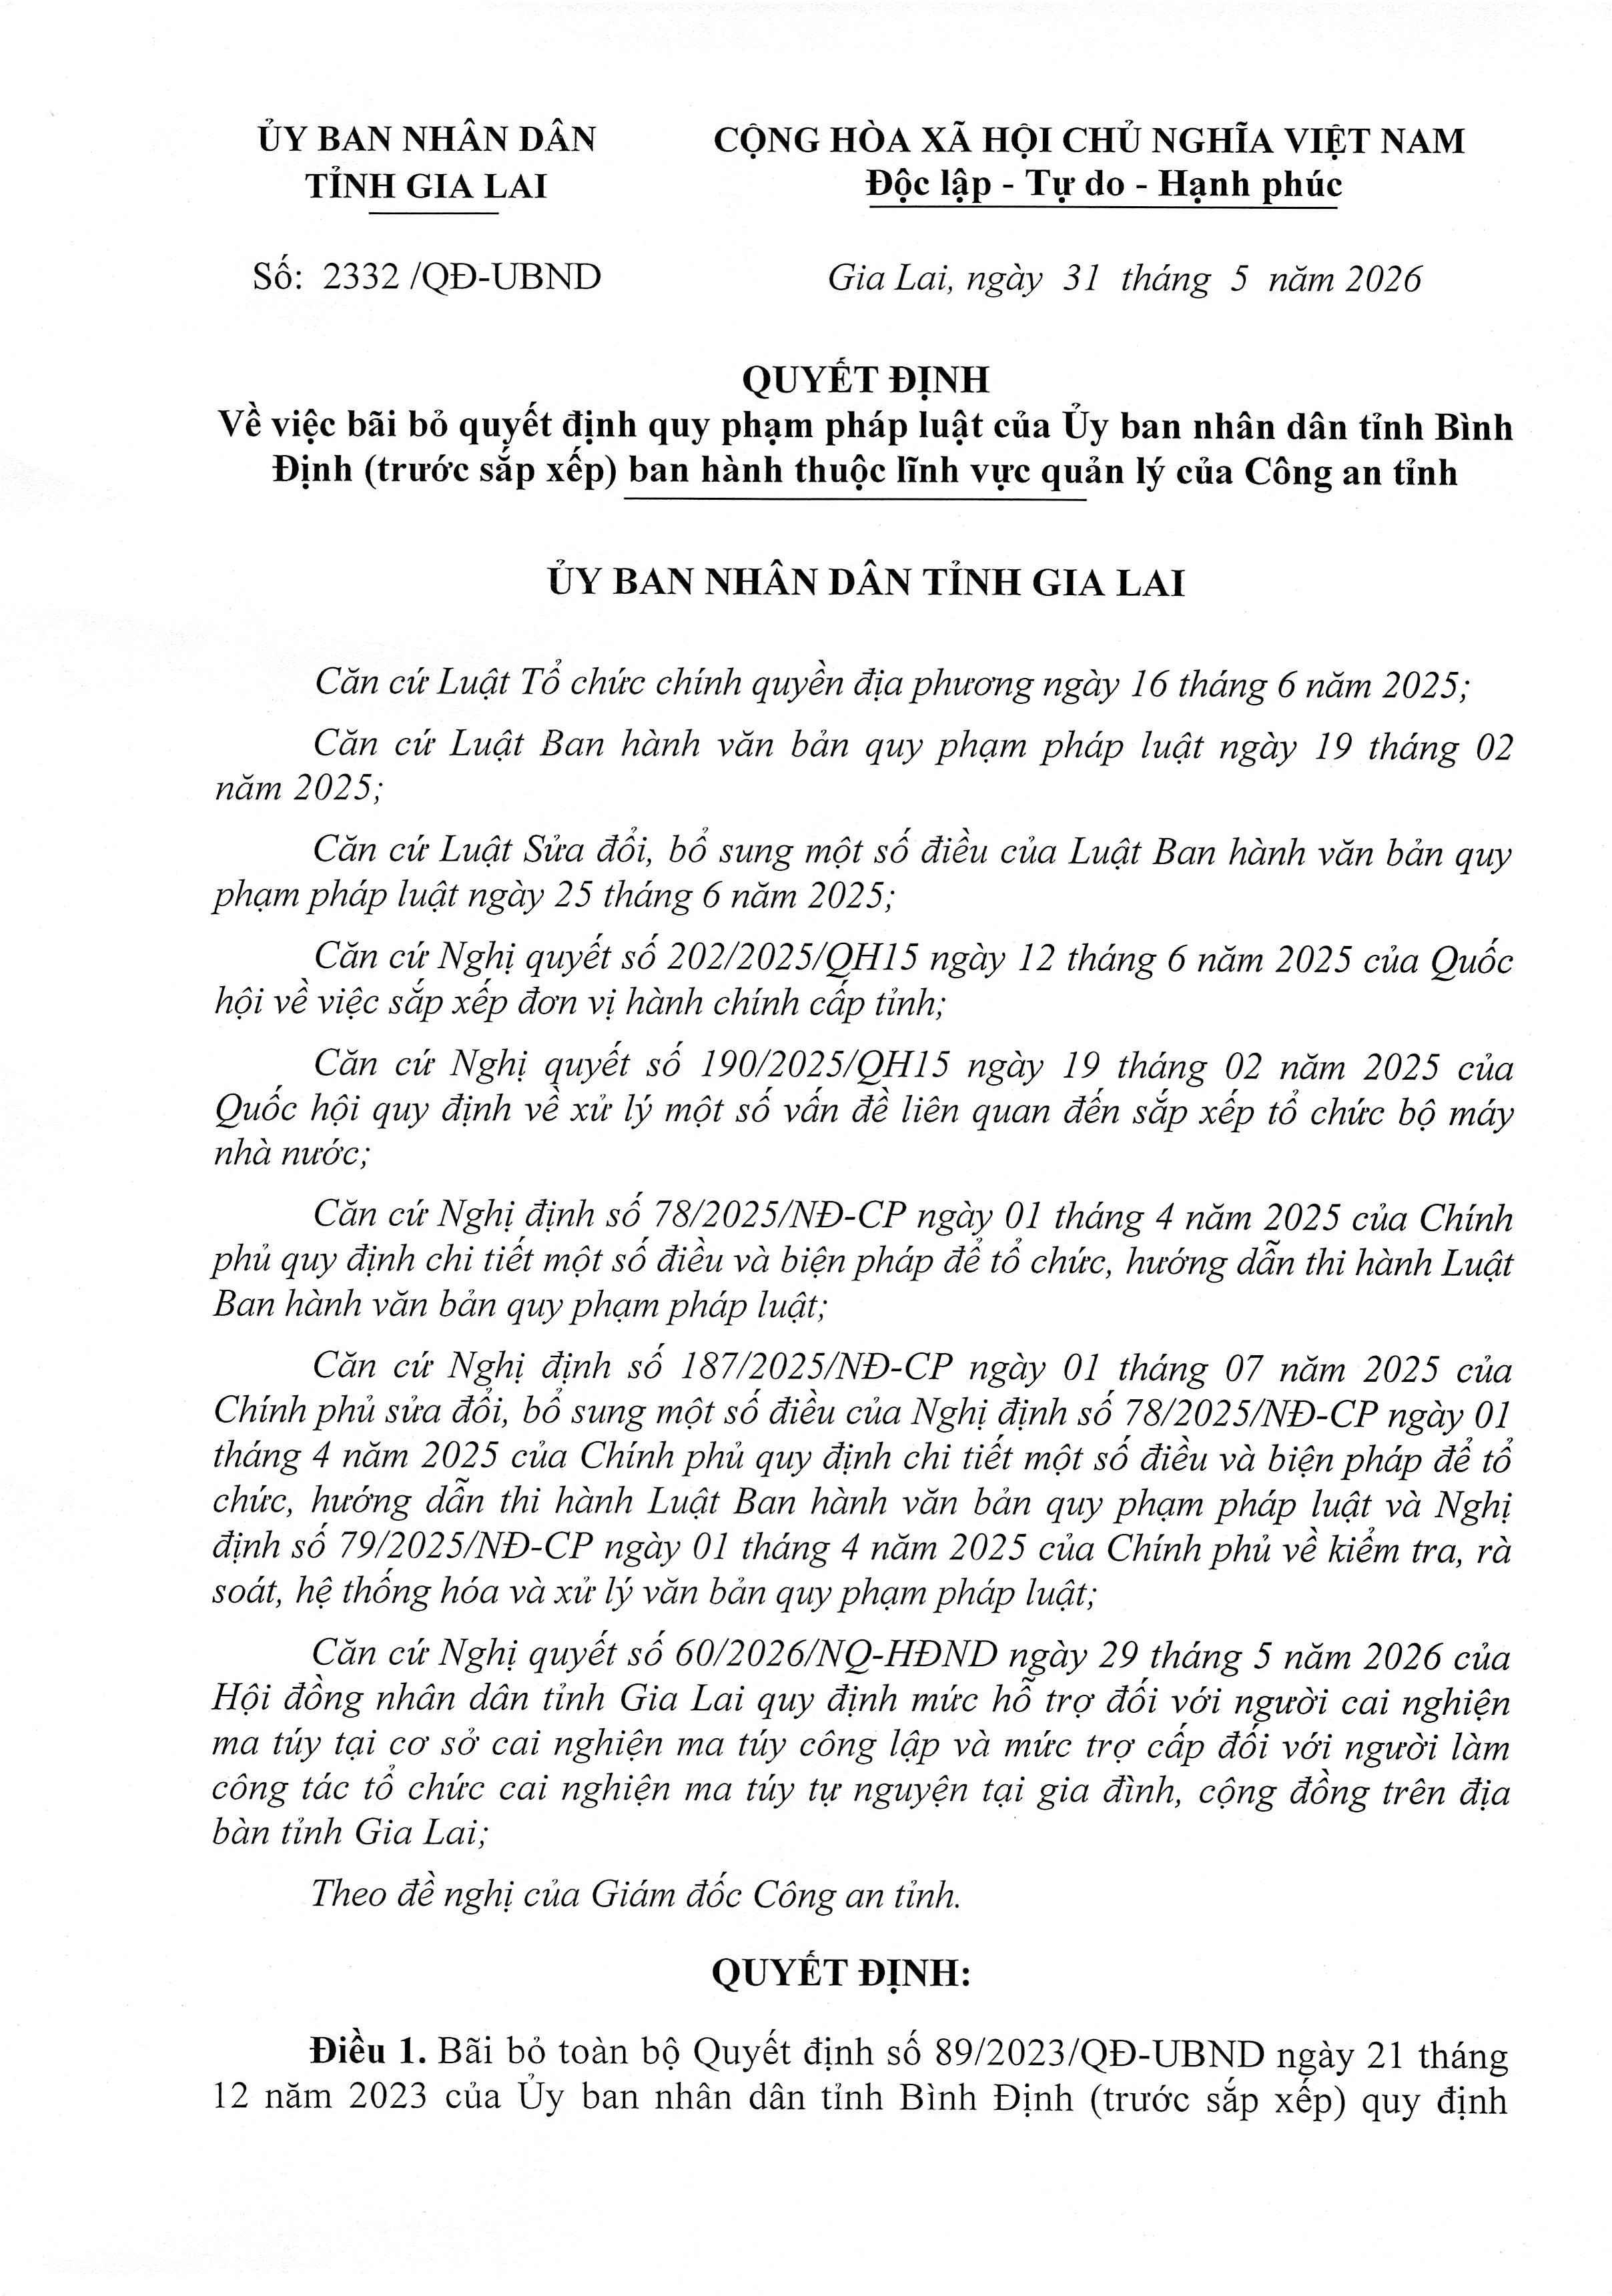 ỦY BAN NHÂN DÂN
TỈNH GIA LAI
CỘNG HÒA XÃ HỘI CHỦ NGHĨA VIỆT NAM
Độc lập - Tự do - Hạnh phúc
Số: 2332 /QĐ-UBND
Gia Lai, ngày 31 tháng 5 năm 2026
QUYẾT ĐỊNH
Về việc bãi bỏ quyết định quy phạm pháp luật của Ủy ban nhân dân tỉnh Bình
Định (trước sắp xếp) ban hành thuộc lĩnh vực quản lý của Công an tỉnh
ỦY BAN NHÂN DÂN TỈNH GIA LAI
Căn cứ Luật Tổ chức chính quyền địa phương ngày 16 tháng 6 năm 2025;
Căn cứ Luật Ban hành văn bản quy phạm pháp luật ngày 19 tháng 02
năm 2025;
Căn cứ Luật Sửa đổi, bổ sung một số điều của Luật Ban hành văn bản quy
phạm pháp luật ngày 25 tháng 6 năm 2025;
Căn cứ Nghị quyết số 202/2025/QH15 ngày 12 tháng 6 năm 2025 của Quốc
hội về việc sắp xếp đơn vị hành chính cấp tỉnh;
Căn cứ Nghị quyết số 190/2025/QH15 ngày 19 tháng 02 năm 2025 của
Quốc hội quy định về xử lý một số vấn đề liên quan đến sắp xếp tổ chức bộ máy
nhà nước;
Căn cứ Nghị định số 78/2025/NĐ-CP ngày 01 tháng 4 năm 2025 của Chính
phủ quy định chi tiết một số điều và biện pháp để tổ chức, hướng dẫn thi hành Luật
Ban hành văn bản quy phạm pháp luật;
Căn cứ Nghị định số 187/2025/NĐ-CP ngày 01 tháng 07 năm 2025 của
Chính phủ sửa đổi, bổ sung một số điều của Nghị định số 78/2025/NĐ-CP ngày 01
tháng 4 năm 2025 của Chính phủ quy định chi tiết một số điều và biện pháp để tổ
chức, hướng dẫn thi hành Luật Ban hành văn bản quy phạm pháp luật và Nghị
định số 79/2025/NĐ-CP ngày 01 tháng 4 năm 2025 của Chính phủ về kiểm tra, rà
soát, hệ thống hóa và xử lý văn bản quy phạm pháp luật;
Căn cứ Nghị quyết số 60/2026/NQ-HĐND ngày 29 tháng 5 năm 2026 của
Hội đồng nhân dân tỉnh Gia Lai quy định mức hỗ trợ đối với người cai nghiện
ma túy tại cơ sở cai nghiện ma túy công lập và mức trợ cấp đối với người làm
công tác tổ chức cai nghiện ma túy tự nguyện tại gia đình, cộng đồng trên địa
bàn tỉnh Gia Lai;
Theo đề nghị của Giám đốc Công an tỉnh.
QUYẾT ĐỊNH:
Điều 1. Bãi bỏ toàn bộ Quyết định số 89/2023/QĐ-UBND ngày 21 tháng
12 năm 2023 của Ủy ban nhân dân tỉnh Bình Định (trước sắp xếp) quy định